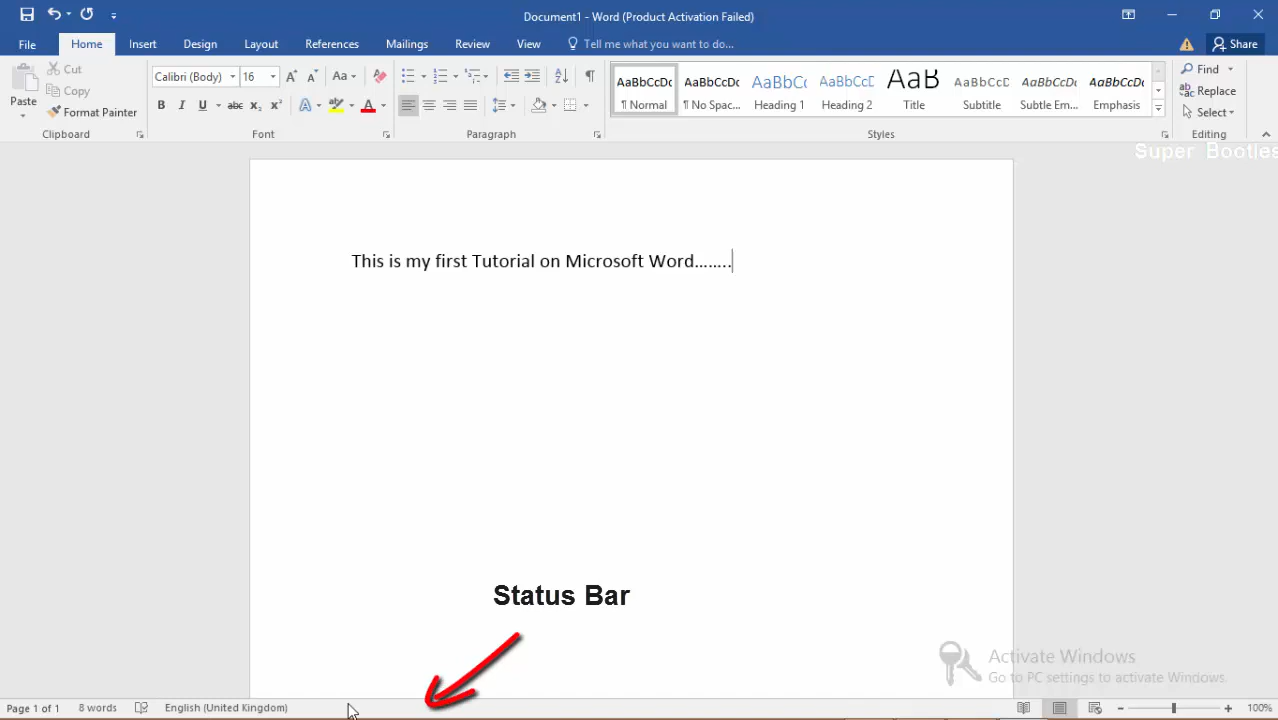 Document1 - Word (Product Activation Failed)
File Home Insert Design Layout References Mailings Review View Tell me what you want to do... Share
Paste
Cut
Copy
Format Painter
Clipboard
Calibri (Body) 16 Aa
B I U abc x₂ x² A A
Font
Paragraph
AaBbCcDc AaBbCcDc AaBbCc AaBbCcD AaB AaBbCcD AaBbCcDc AaBbCcDc
¶ Normal ¶ No Spac... Heading 1 Heading 2 Title Subtitle Subtle Em... Emphasis
Styles
Find
Replace
Select
Editing
Super Bootles
This is my first Tutorial on Microsoft Word........
Status Bar
Activate Windows
Go to PC settings to activate Windows.
Page 1 of 1 8 words English (United Kingdom) 100%